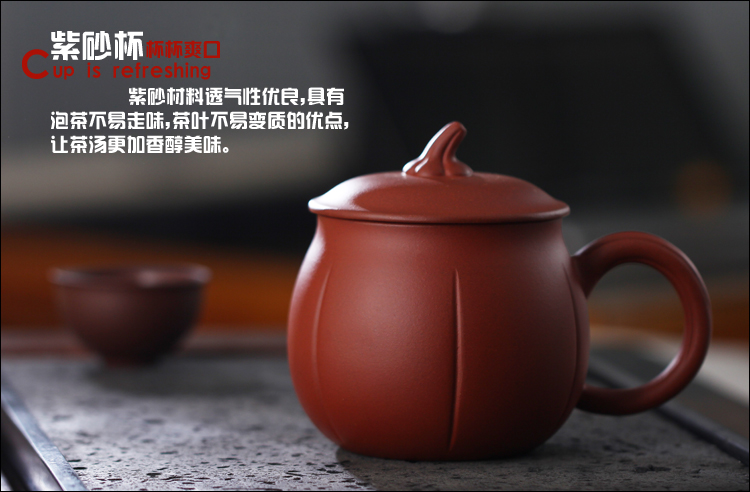 紫砂杯 杯杯爽口
Cup is refreshing
紫砂材料透气性优良,具有
泡茶不易走味,茶叶不易变质的优点,
让茶汤更加香醇美味。